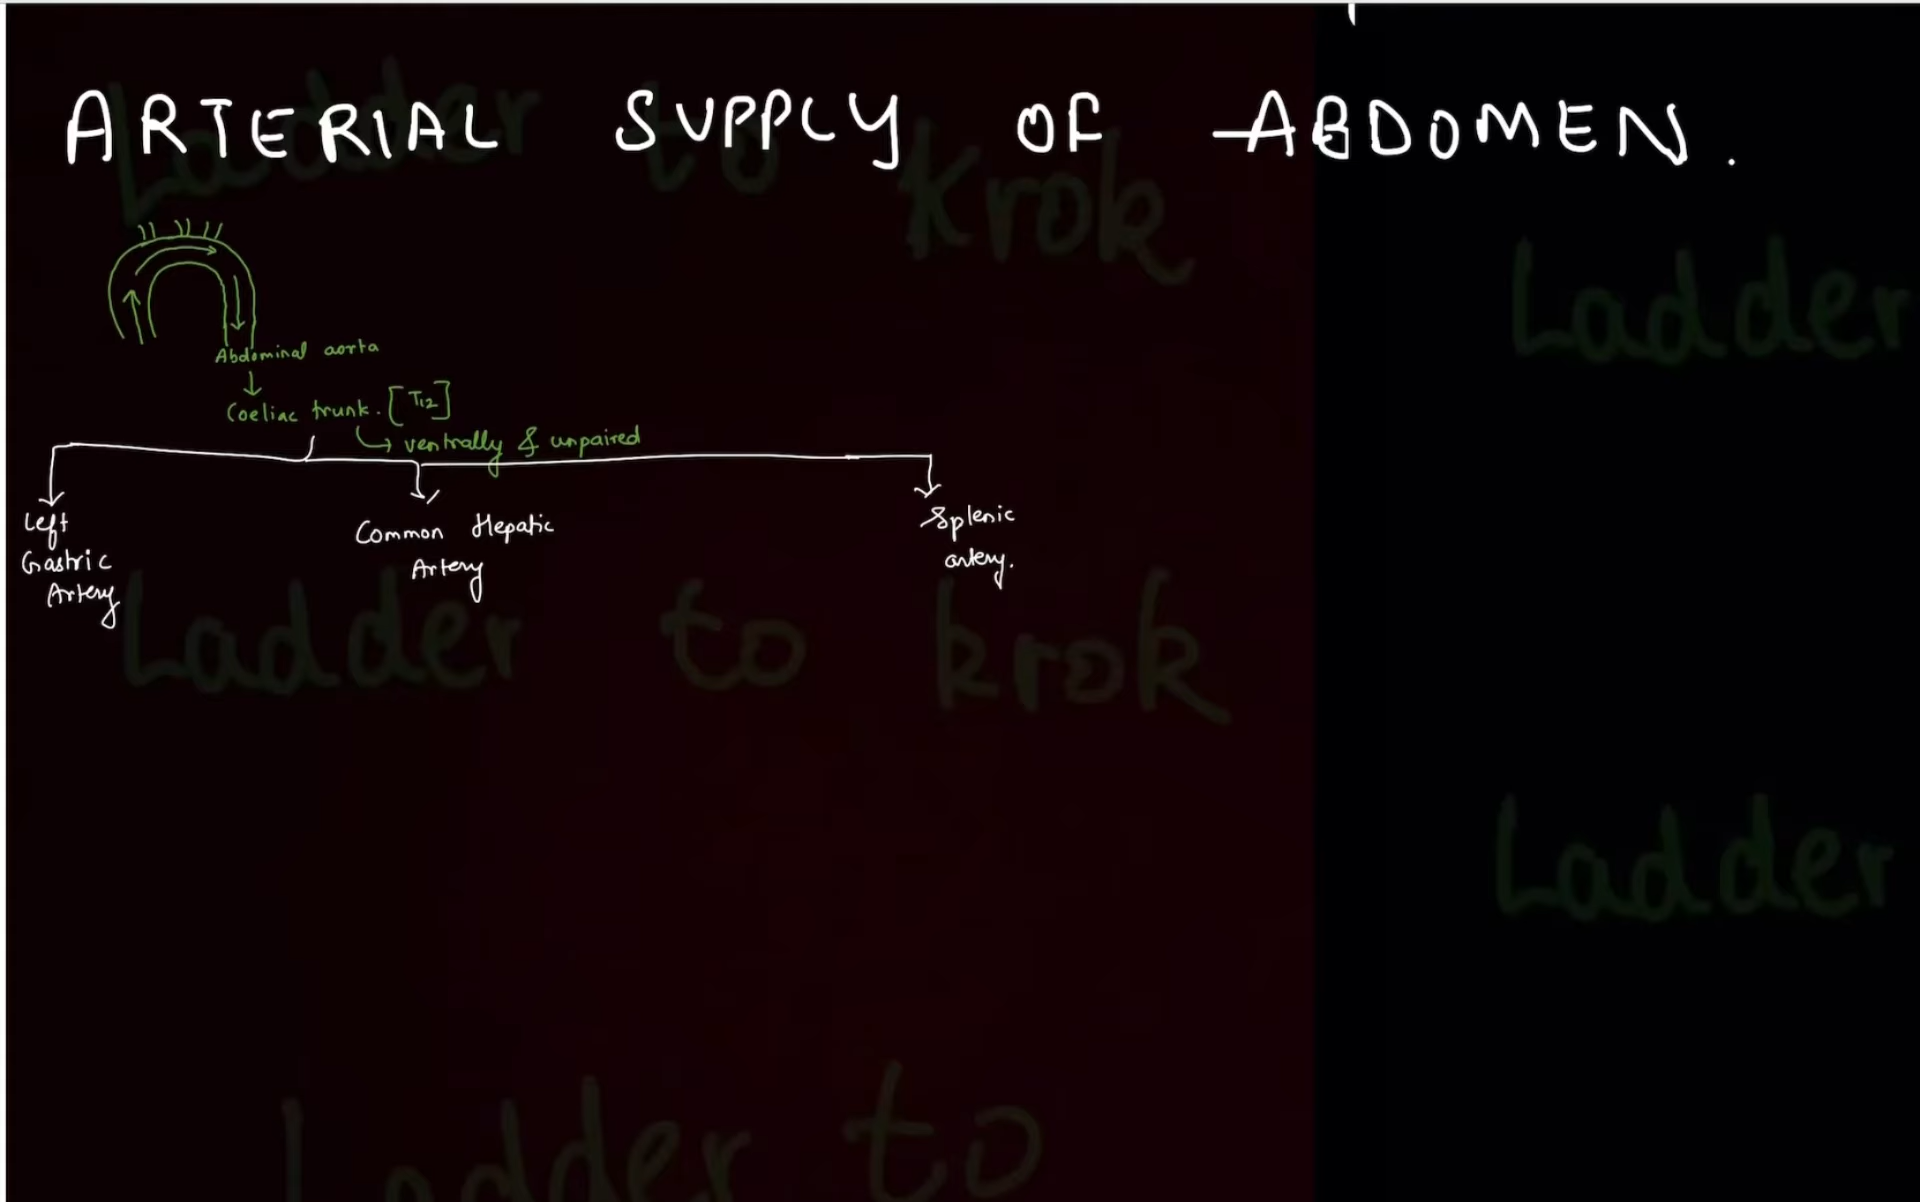 ARTERIAL SUPPLY OF ABDOMEN.
Abdominal aorta
Coeliac trunk. [T12]
ventrally & unpaired
Left
Gastric
Artery
Common Hepatic
Artery
Splenic
artery.
Ladder to krok
Ladder
Ladder to krok
Ladder
Ladder to